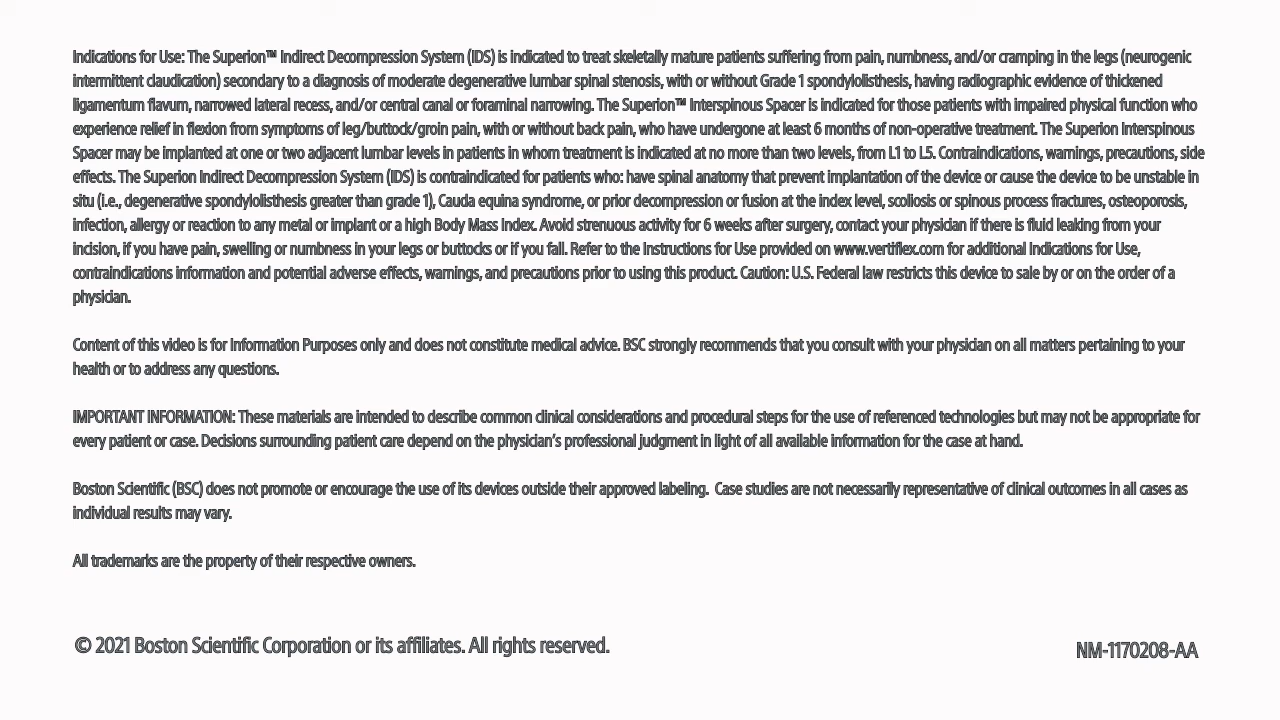 Indications for Use: The Superion™ Indirect Decompression System (IDS) is indicated to treat skeletally mature patients suffering from pain, numbness, and/or cramping in the legs (neurogenic
intermittent claudication) secondary to a diagnosis of moderate degenerative lumbar spinal stenosis, with or without Grade 1 spondylolisthesis, having radiographic evidence of thickened
ligamentum flavum, narrowed lateral recess, and/or central canal or foraminal narrowing. The Superion™ Interspinous Spacer is indicated for those patients with impaired physical function who
experience relief in flexion from symptoms of leg/buttock/groin pain, with or without back pain, who have undergone at least 6 months of non-operative treatment. The Superion Interspinous
Spacer may be implanted at one or two adjacent lumbar levels in patients in whom treatment is indicated at no more than two levels, from L1 to L5. Contraindications, warnings, precautions, side
effects. The Superion Indirect Decompression System (IDS) is contraindicated for patients who: have spinal anatomy that prevent implantation of the device or cause the device to be unstable in
situ (i.e., degenerative spondylolisthesis greater than grade 1), Cauda equina syndrome, or prior decompression or fusion at the index level, scoliosis or spinous process fractures, osteoporosis,
infection, allergy or reaction to any metal or implant or a high Body Mass Index. Avoid strenuous activity for 6 weeks after surgery, contact your physician if there is fluid leaking from your
incision, if you have pain, swelling or numbness in your legs or buttocks or if you fall. Refer to the Instructions for Use provided on www.vertiflex.com for additional Indications for Use,
contraindications information and potential adverse effects, warnings, and precautions prior to using this product. Caution: U.S. Federal law restricts this device to sale by or on the order of a
physician.
Content of this video is for Information Purposes only and does not constitute medical advice. BSC strongly recommends that you consult with your physician on all matters pertaining to your
health or to address any questions.
IMPORTANT INFORMATION: These materials are intended to describe common clinical considerations and procedural steps for the use of referenced technologies but may not be appropriate for
every patient or case. Decisions surrounding patient care depend on the physician's professional judgment in light of all available information for the case at hand.
Boston Scientific (BSC) does not promote or encourage the use of its devices outside their approved labeling. Case studies are not necessarily representative of clinical outcomes in all cases as
individual results may vary.
All trademarks are the property of their respective owners.
© 2021 Boston Scientific Corporation or its affiliates. All rights reserved.
NM-1170208-AA